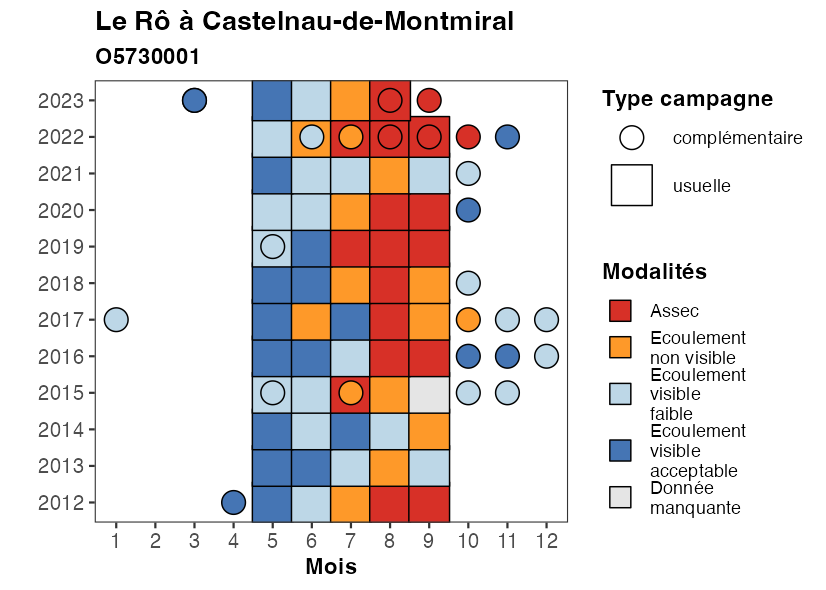 Le Rô à Castelnau-de-Montmiral
O5730001
2023
2022
2021
2020
2019
2018
2017
2016
2015
2014
2013
2012
1 2 3 4 5 6 7 8 9 10 11 12
Mois
Type campagne
complémentaire
usuelle
Modalités
Assec
Ecoulement
non visible
Ecoulement
visible
faible
Ecoulement
visible
acceptable
Donnée
manquante